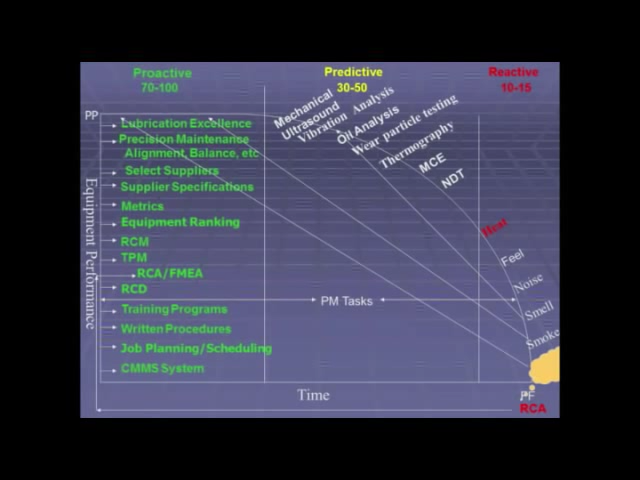 Proactive
70-100
Predictive
30-50
Reactive
10-15
PP
Lubrication Excellence
Precision Maintenance
Alignment, Balance, etc
Select Suppliers
Supplier Specifications
Metrics
Equipment Ranking
RCM
TPM
RCA/FMEA
RCD
Training Programs
Written Procedures
Job Planning/Scheduling
CMMS System
Equipment Performance
Mechanical
Ultrasound
Vibration Analysis
Oil Analysis
Wear particle testing
Thermography
MCE
NDT
Heat
Feel
Noise
Smell
Smoke
PM Tasks
Time
PF
RCA